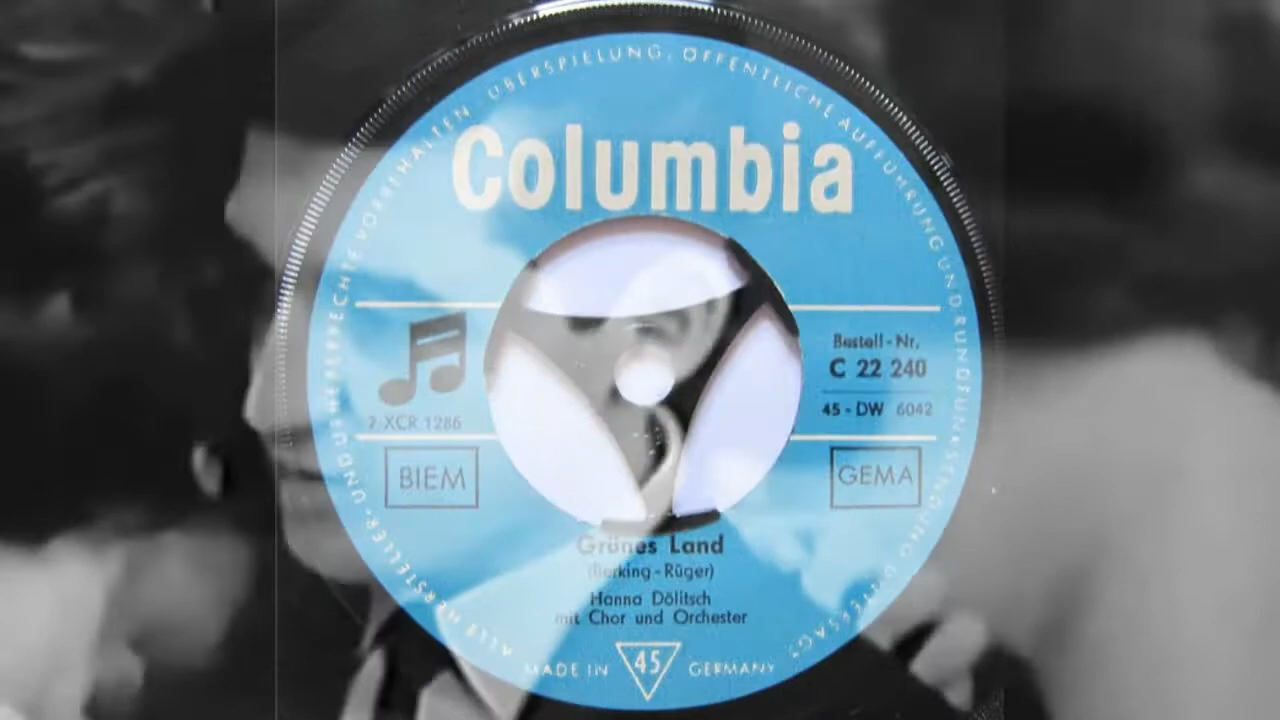 ALLE HERSTELLER- UND URHEBERRECHTE VORBEHALTEN. ÜBERSPIELUNG, ÖFFENTLICHE AUFFÜHRUNG UND RUNDFUNKSENDUNG UNTERSAGT
Columbia
Bestell-Nr.
C 22 240
7 XCR 1286
45-DW 6042
BIEM
GEMA
Grünes Land
(Berking-Rüger)
Hanna Dölitsch
mit Chor und Orchester
MADE IN 45 GERMANY